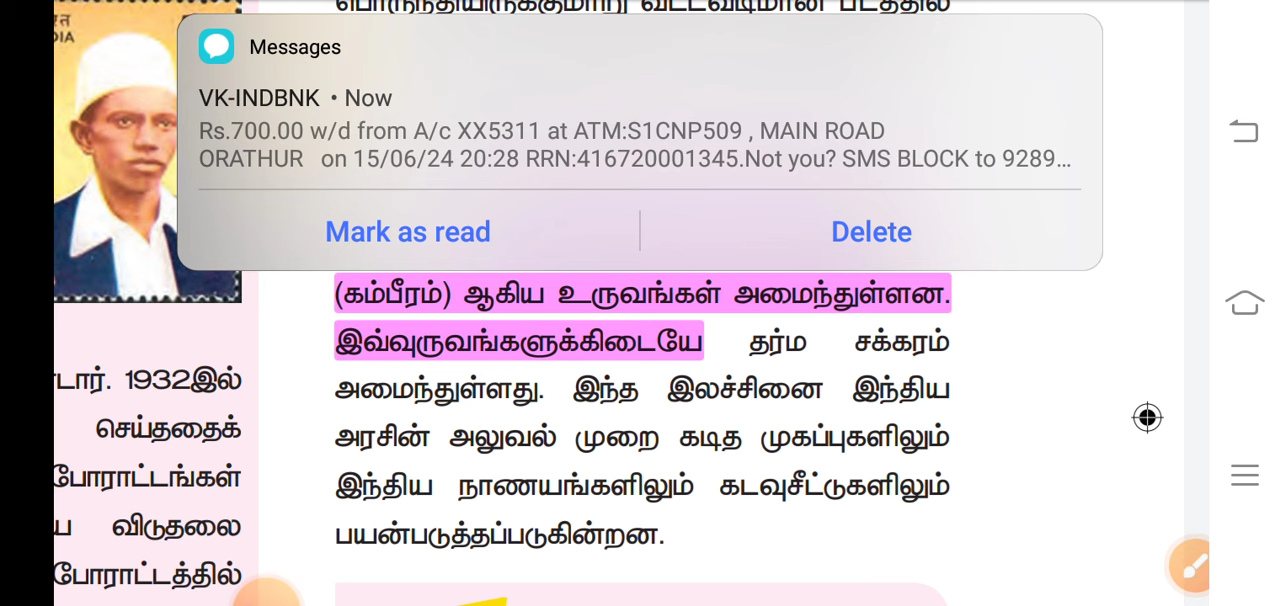 பொருந்தியிருக்குமாறு வட்டவடிமான படத்தில்
DIA
Messages
VK-INDBNK • Now
Rs.700.00 w/d from A/c XX5311 at ATM:S1CNP509 , MAIN ROAD
ORATHUR on 15/06/24 20:28 RRN:416720001345.Not you? SMS BLOCK to 9289...
Mark as read
Delete
(கம்பீரம்) ஆகிய உருவங்கள் அமைந்துள்ளன.
இவ்வுருவங்களுக்கிடையே தர்ம சக்கரம்
அமைந்துள்ளது. இந்த இலச்சினை இந்திய
அரசின் அலுவல் முறை கடித முகப்புகளிலும்
இந்திய நாணயங்களிலும் கடவுசீட்டுகளிலும்
பயன்படுத்தப்படுகின்றன.
டார். 1932இல்
செய்ததைக்
போராட்டங்கள்
ய விடுதலை
போராட்டத்தில்